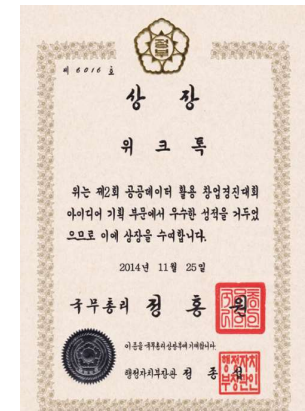 제 6016 호
상 장
위 크 톡
위는 제2회 공공데이터 활용 창업경진대회
아이디어 기획 부문에서 우수한 성적을 거두었
으므로 이에 상장을 수여합니다.
2014년 11월 25일
국무총리 정 홍 원
이 증을 국무총리상장부에 기재합니다.
행정자치부장관 정 종 섭